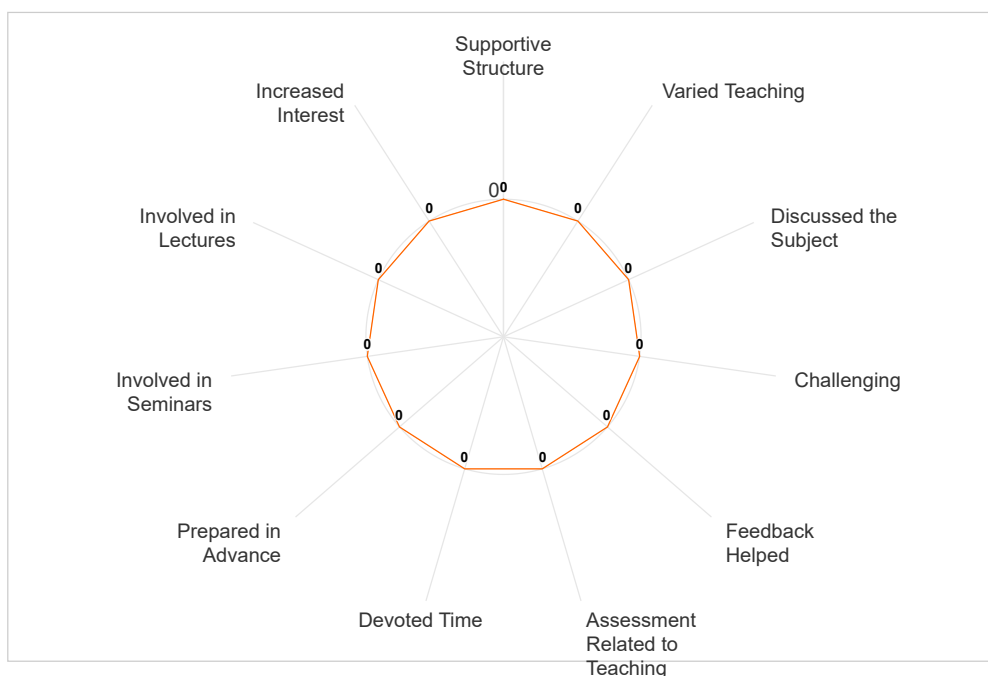 Supportive
Structure
Increased
Interest
Varied Teaching
0
0
0
0
Involved in
Lectures
Discussed the
Subject
0
0
0
0
Involved in
Seminars
Challenging
0
0
0
0
Prepared in
Advance
Feedback
Helped
Devoted Time
Assessment
Related to
Teaching